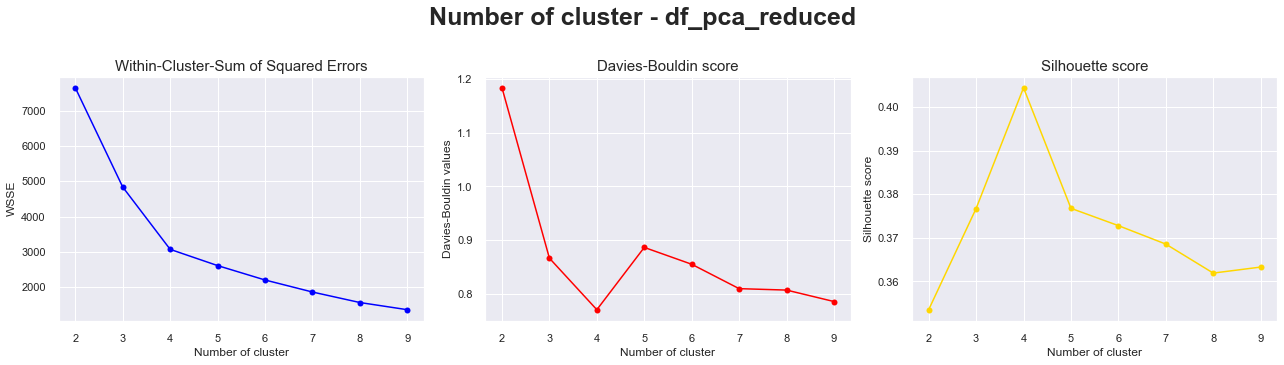 Number of cluster - df_pca_reduced
Within-Cluster-Sum of Squared Errors
WSSE
7000
6000
5000
4000
3000
2000
2 3 4 5 6 7 8 9
Number of cluster
Davies-Bouldin score
Davies-Bouldin values
1.2
1.1
1.0
0.9
0.8
2 3 4 5 6 7 8 9
Number of cluster
Silhouette score
Silhouette score
0.40
0.39
0.38
0.37
0.36
2 3 4 5 6 7 8 9
Number of cluster